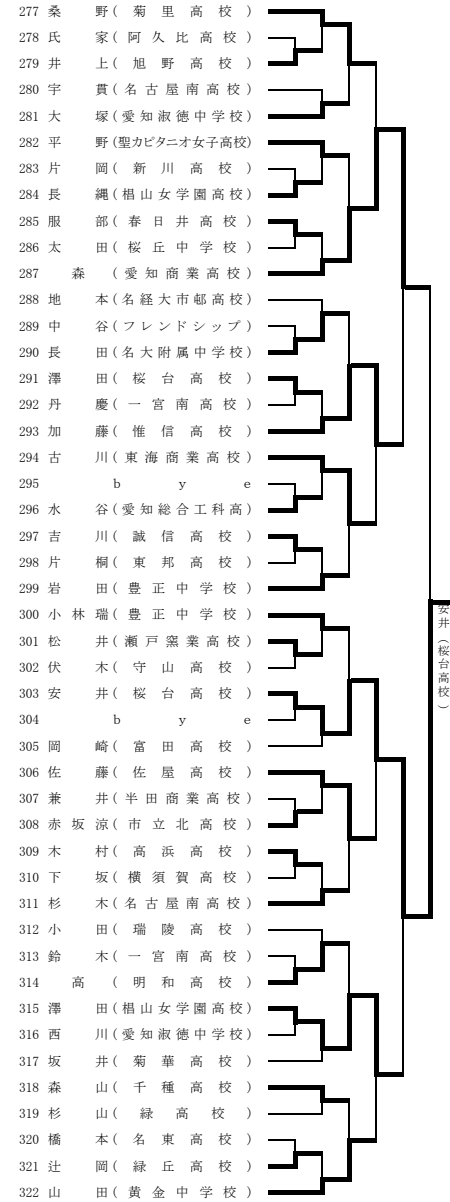 277 桑野(菊里高校)
278 氏家(阿久比高校)
279 井上(旭野高校)
280 宇貫(名古屋南高校)
281 大塚(愛知淑徳中学校)
282 平野(聖カピタニオ女子高校)
283 片岡(新川高校)
284 長縄(椙山女学園高校)
285 服部(春日井高校)
286 太田(桜丘中学校)
287 森(愛知商業高校)
288 地本(名経大市邨高校)
289 中谷(フレンドシップ)
290 長田(名大附属中学校)
291 澤田(桜台高校)
292 丹慶(一宮南高校)
293 加藤(惟信高校)
294 古川(東海商業高校)
295 bye
296 水谷(愛知総合工科高)
297 吉川(誠信高校)
298 片桐(東邦高校)
299 岩田(豊正中学校)
300 小林瑞(豊正中学校)
301 松井(瀬戸窯業高校)
302 伏木(守山高校)
303 安井(桜台高校)
304 bye
305 岡崎(富田高校)
306 佐藤(佐屋高校)
307 兼井(半田商業高校)
308 赤坂涼(市立北高校)
309 木村(高浜高校)
310 下坂(横須賀高校)
311 杉木(名古屋南高校)
312 小田(瑞陵高校)
313 鈴木(一宮南高校)
314 高(明和高校)
315 澤田(椙山女学園高校)
316 西川(愛知淑徳中学校)
317 坂井(菊華高校)
318 森山(千種高校)
319 杉山(緑高校)
320 橋本(名東高校)
321 辻岡(緑丘高校)
322 山田(黄金中学校)
安井(桜台高校)